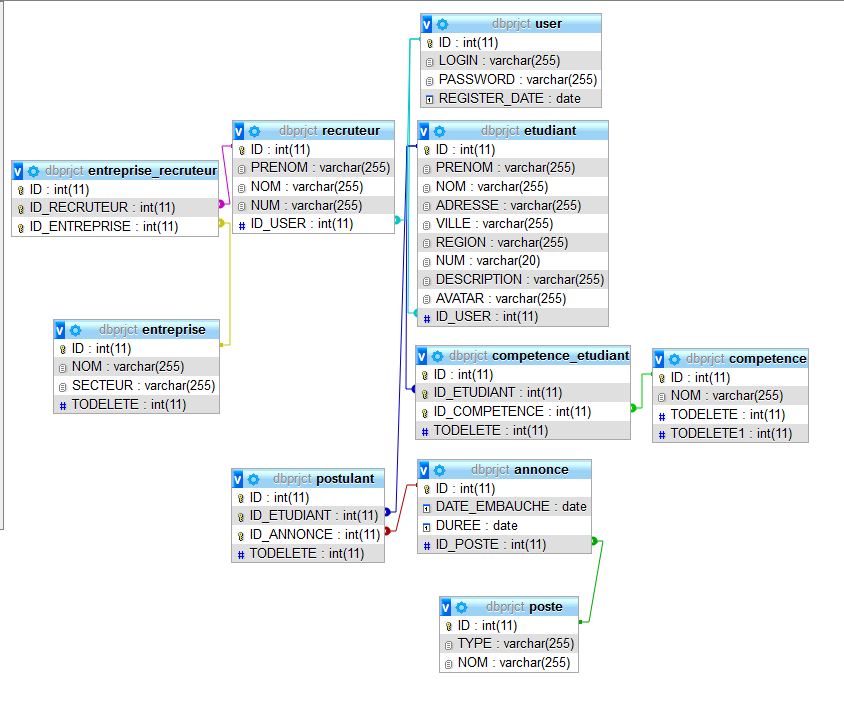 dbprjct user
ID : int(11)
LOGIN : varchar(255)
PASSWORD : varchar(255)
REGISTER_DATE : date
dbprjct recruteur
ID : int(11)
PRENOM : varchar(255)
NOM : varchar(255)
NUM : varchar(255)
ID_USER : int(11)
dbprjct etudiant
ID : int(11)
PRENOM : varchar(255)
NOM : varchar(255)
ADRESSE : varchar(255)
VILLE : varchar(255)
REGION : varchar(255)
NUM : varchar(20)
DESCRIPTION : varchar(255)
AVATAR : varchar(255)
ID_USER : int(11)
dbprjct entreprise_recruteur
ID : int(11)
ID_RECRUTEUR : int(11)
ID_ENTREPRISE : int(11)
dbprjct entreprise
ID : int(11)
NOM : varchar(255)
SECTEUR : varchar(255)
TODELETE : int(11)
dbprjct competence_etudiant
ID : int(11)
ID_ETUDIANT : int(11)
ID_COMPETENCE : int(11)
TODELETE : int(11)
dbprjct competence
ID : int(11)
NOM : varchar(255)
TODELETE : int(11)
TODELETE1 : int(11)
dbprjct postulant
ID : int(11)
ID_ETUDIANT : int(11)
ID_ANNONCE : int(11)
TODELETE : int(11)
dbprjct annonce
ID : int(11)
DATE_EMBAUCHE : date
DUREE : date
ID_POSTE : int(11)
dbprjct poste
ID : int(11)
TYPE : varchar(255)
NOM : varchar(255)